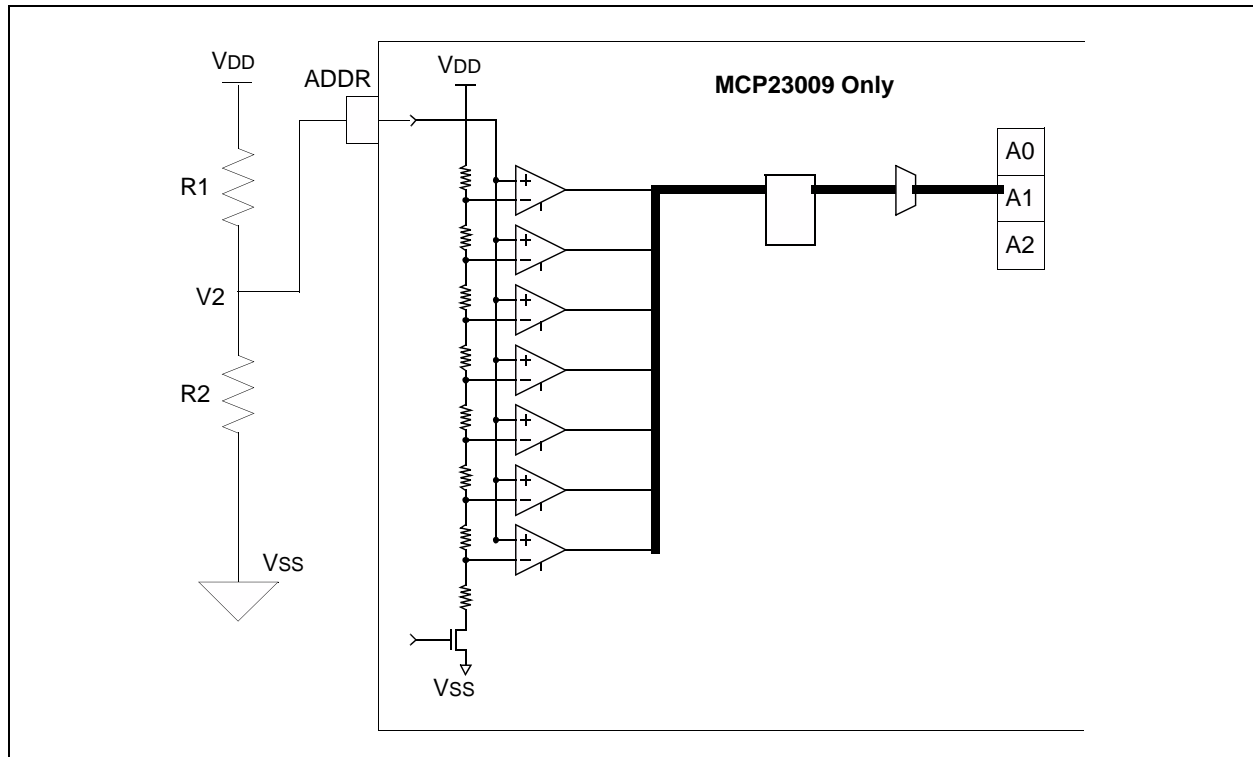 VDD
ADDR
VDD
MCP23009 Only
R1
V2
R2
VSS
VSS
A0
A1
A2
+
–
+
–
+
–
+
–
+
–
+
–
+
–